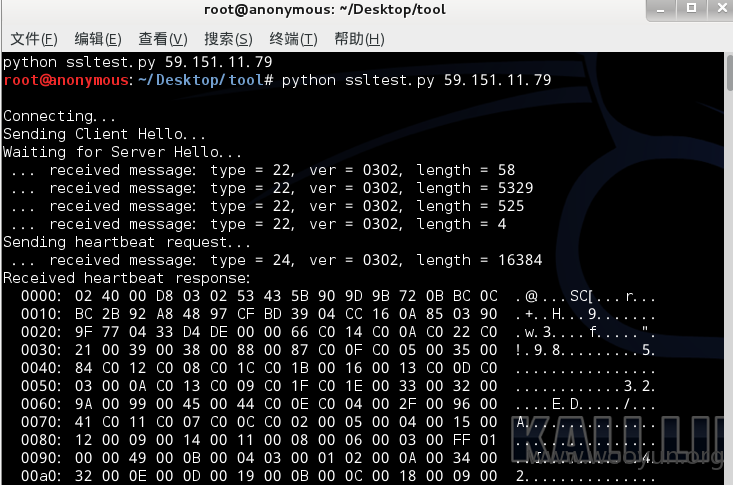 root@anonymous: ~/Desktop/tool
文件(F) 编辑(E) 查看(V) 搜索(S) 终端(T) 帮助(H)
python ssltest.py 59.151.11.79
root@anonymous:~/Desktop/tool# python ssltest.py 59.151.11.79
Connecting...
Sending Client Hello...
Waiting for Server Hello...
... received message: type = 22, ver = 0302, length = 58
... received message: type = 22, ver = 0302, length = 5329
... received message: type = 22, ver = 0302, length = 525
... received message: type = 22, ver = 0302, length = 4
Sending heartbeat request...
... received message: type = 24, ver = 0302, length = 16384
Received heartbeat response:
0000: 02 40 00 D8 03 02 53 43 5B 90 9D 9B 72 0B BC 0C .@...SC[...r...
0010: BC 2B 92 A8 48 97 CF BD 39 04 CC 16 0A 85 03 90 .+..H...9.......
0020: 9F 77 04 33 D4 DE 00 00 66 C0 14 C0 0A C0 22 C0 .w.3....f.....".
0030: 21 00 39 00 38 00 88 00 87 C0 0F C0 05 00 35 00 !.9.8.........5.
0040: 84 C0 12 C0 08 C0 1C C0 1B 00 16 00 13 C0 0D C0 ................
0050: 03 00 0A C0 13 C0 09 C0 1F C0 1E 00 33 00 32 00 ............3.2.
0060: 9A 00 99 00 45 00 44 C0 0E C0 04 00 2F 00 96 00 ....E.D...../...
0070: 41 C0 11 C0 07 C0 0C C0 02 00 05 00 04 00 15 00 A...............
0080: 12 00 09 00 14 00 11 00 08 00 06 00 03 00 FF 01 ................
0090: 00 00 49 00 0B 00 04 03 00 01 02 00 0A 00 34 00 ..I...........4.
00a0: 32 00 0E 00 0D 00 19 00 0B 00 0C 00 18 00 09 00 2...............
KALI LI
www.wooyun.org